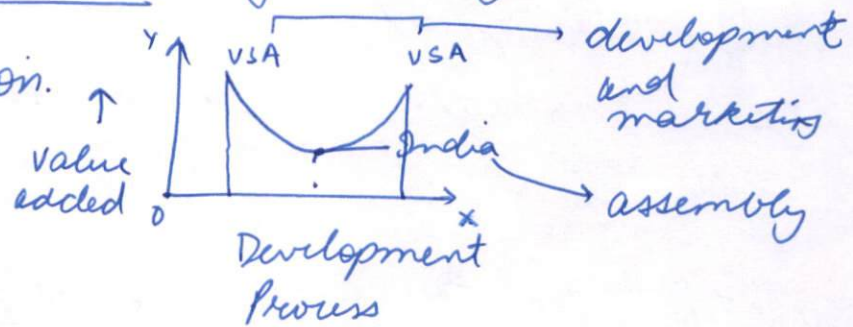 USA USA
development
and
marketing
Y
on.
↑
value
added
India
assembly
0
X
Development
Process